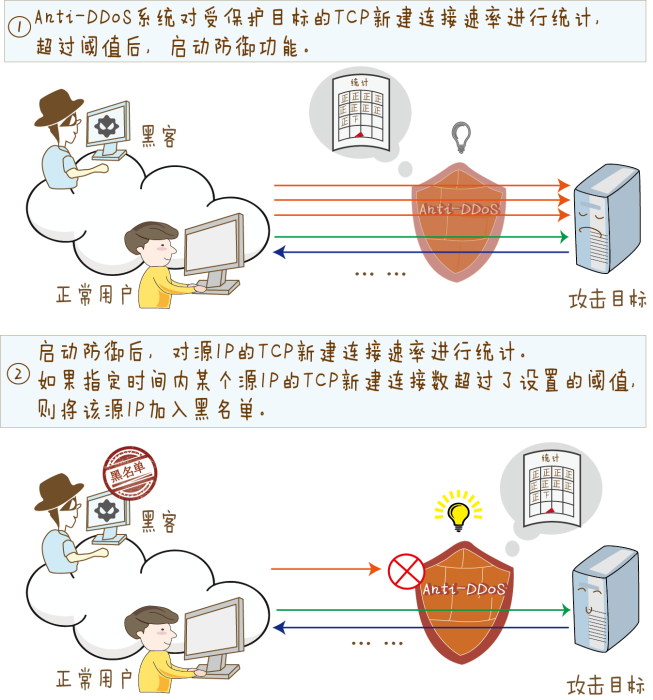 ① Anti-DDoS系统对受保护目标的TCP新建连接速率进行统计,
超过阈值后, 启动防御功能。
统计
正正正正
正正正正
正下
黑客
Anti-DDoS
... ...
正常用户
攻击目标
② 启动防御后, 对源IP的TCP新建连接速率进行统计。
如果指定时间内某个源IP的TCP新建连接数超过了设置的阈值,
则将该源IP加入黑名单。
黑名单
统计
正正正正
正正正正
正下
黑客
Anti-DDoS
... ...
正常用户
攻击目标